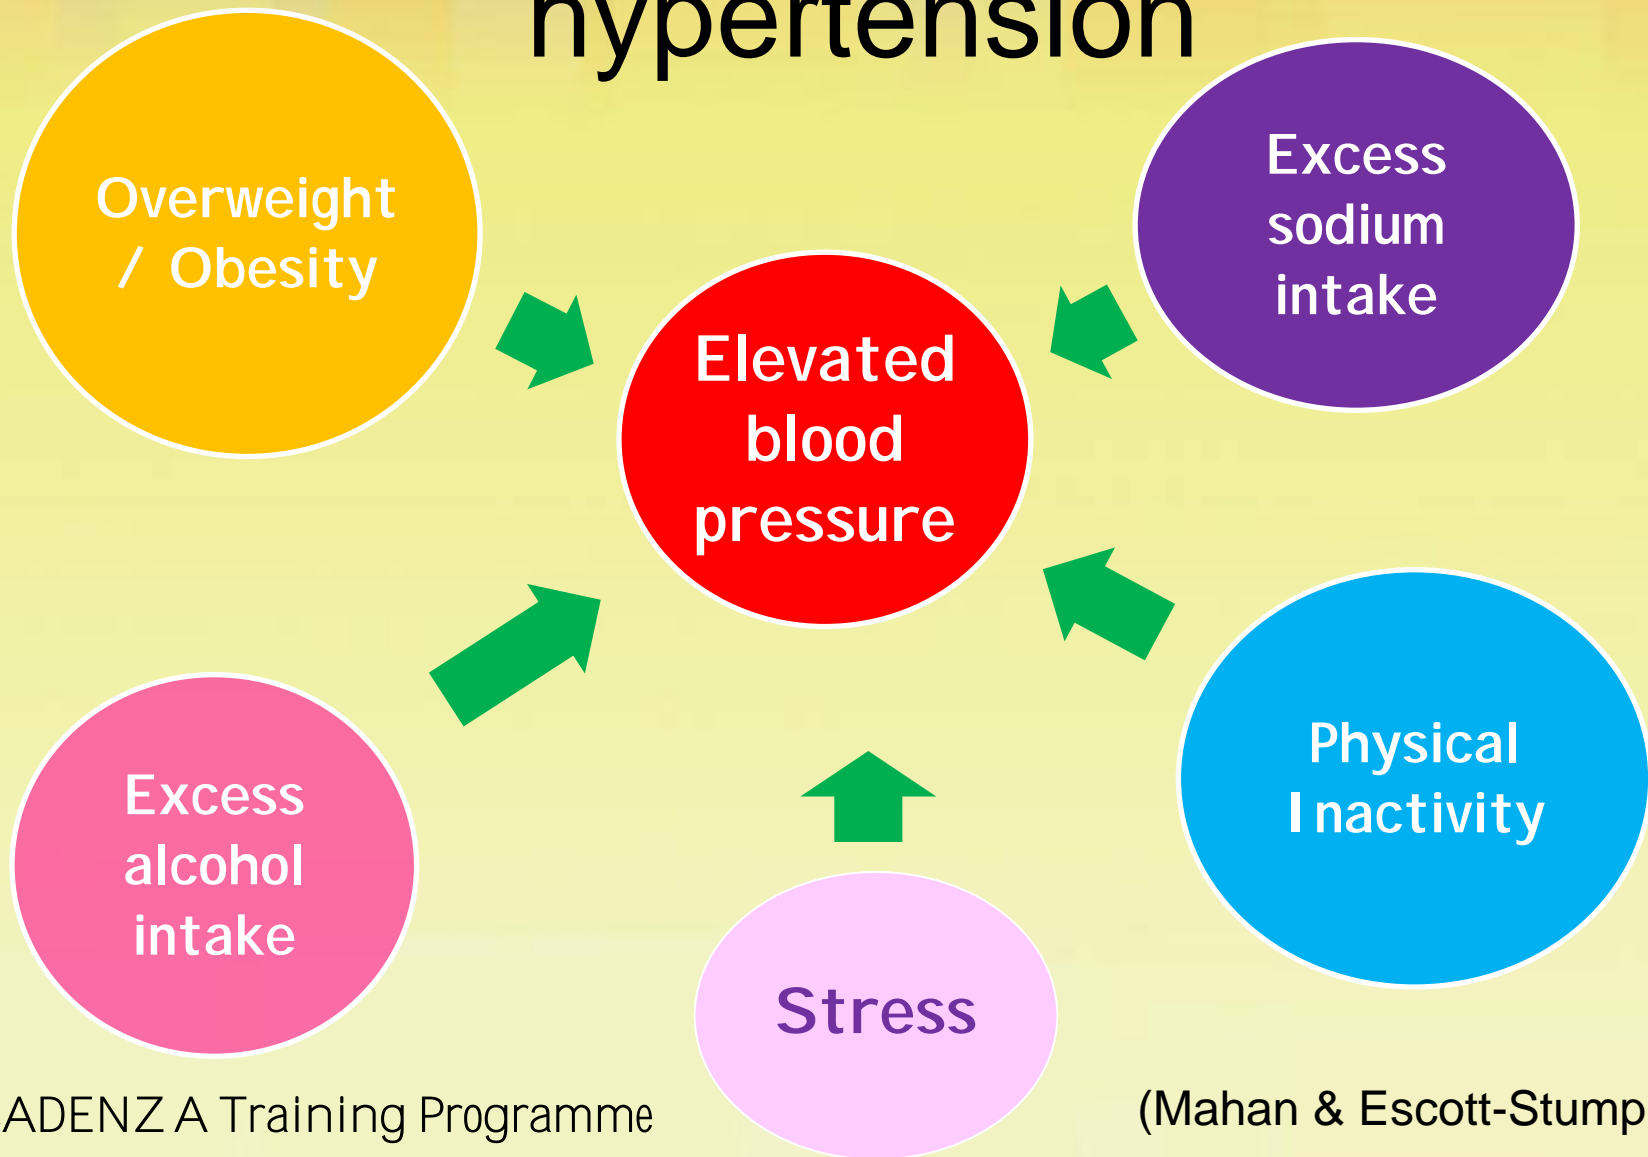 hypertension
Overweight
/ Obesity
Excess
sodium
intake
Elevated
blood
pressure
Excess
alcohol
intake
Physical
Inactivity
Stress
ADENZA Training Programme
(Mahan & Escott-Stump